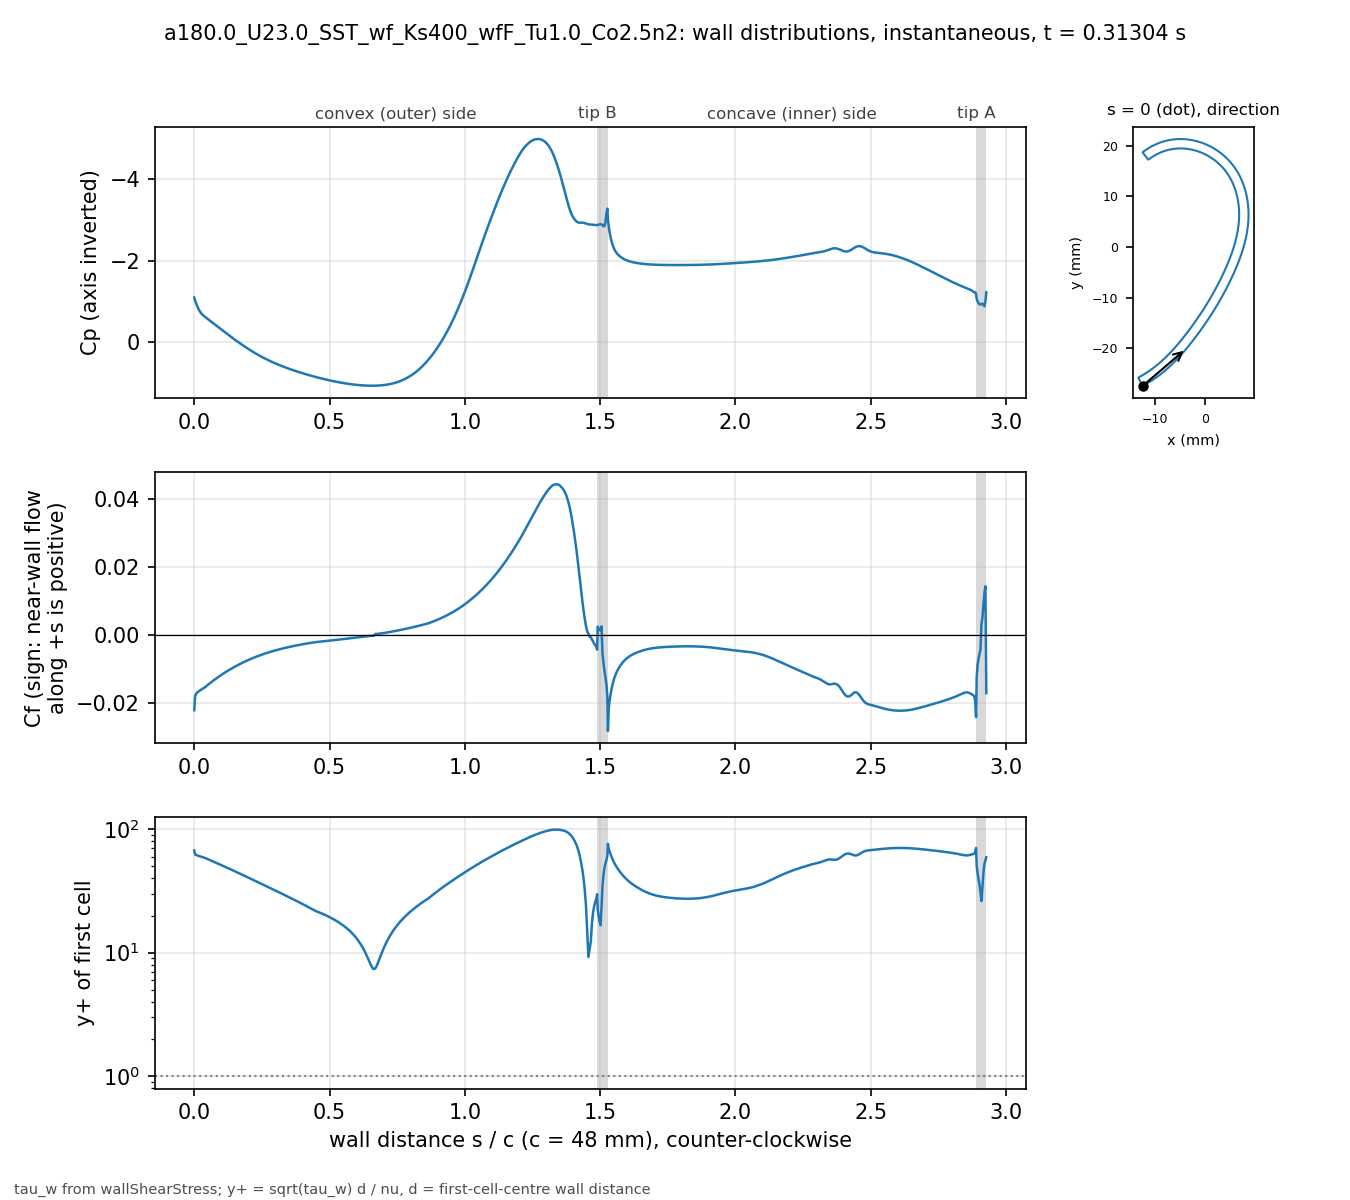 a180.0_U23.0_SST_wf_Ks400_wfF_Tu1.0_Co2.5n2: wall distributions, instantaneous, t = 0.31304 s
convex (outer) side
tip B
concave (inner) side
tip A
s = 0 (dot), direction
Cp (axis inverted)
−4
−2
0
0.0
0.5
1.0
1.5
2.0
2.5
3.0
y (mm)
20
10
0
−10
−20
−10
0
x (mm)
Cf (sign: near-wall flow
along +s is positive)
0.04
0.02
0.00
−0.02
0.0
0.5
1.0
1.5
2.0
2.5
3.0
y+ of first cell
10²
10¹
10⁰
0.0
0.5
1.0
1.5
2.0
2.5
3.0
wall distance s / c (c = 48 mm), counter-clockwise
tau_w from wallShearStress; y+ = sqrt(tau_w) d / nu, d = first-cell-centre wall distance